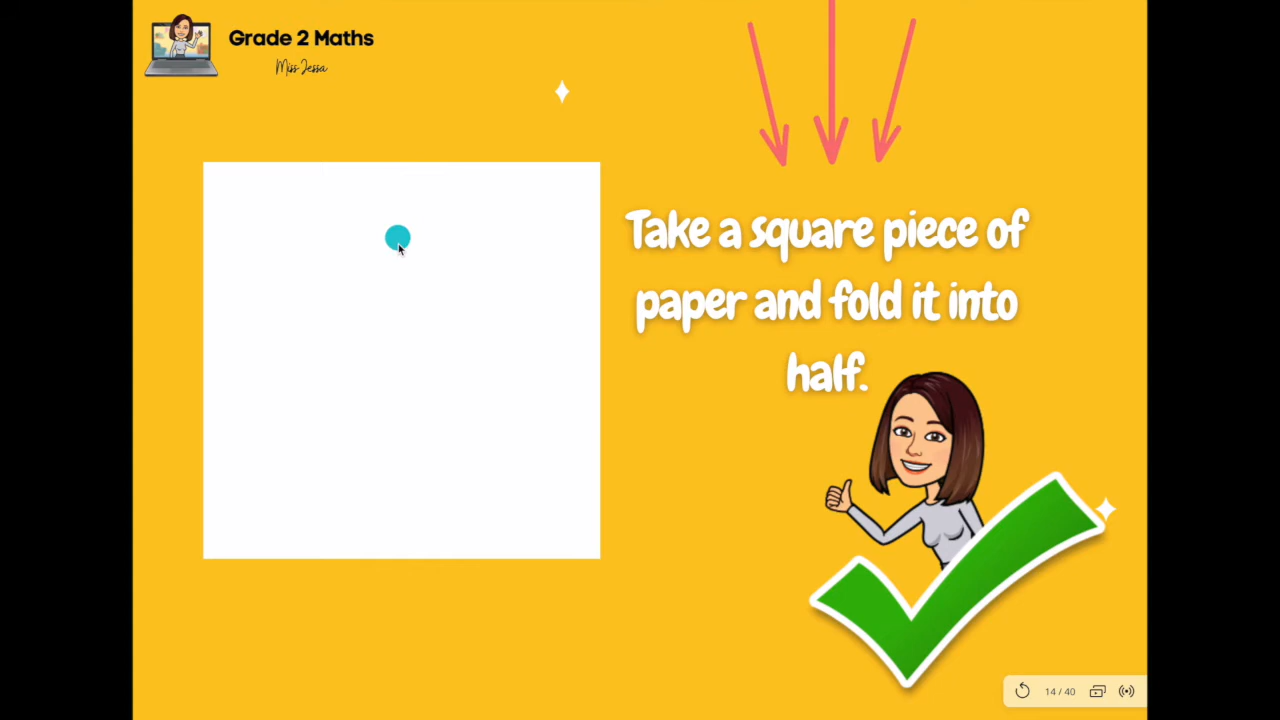 Grade 2 Maths
Miss Jessa
Take a square piece of
paper and fold it into
half.
14 / 40